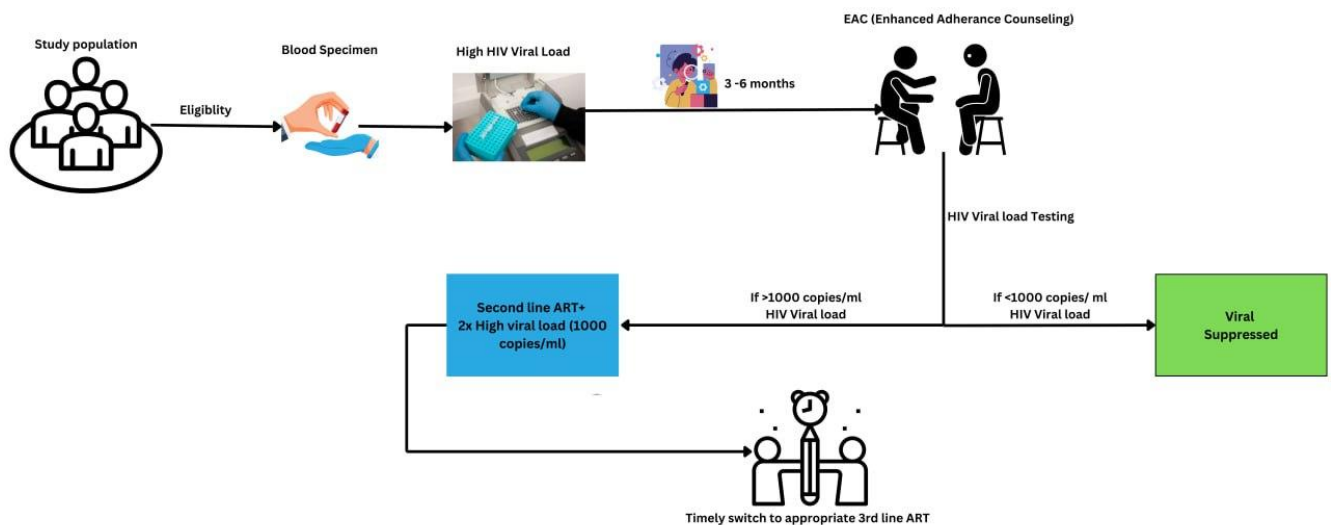 Study population
Eligiblity
Blood Specimen
High HIV Viral Load
3 -6 months
EAC (Enhanced Adherance Counseling)
HIV Viral load Testing
If >1000 copies/ml
HIV Viral load
If <1000 copies/ ml
HIV Viral load
Second line ART+
2x High viral load (1000
copies/ml)
Viral
Suppressed
Timely switch to appropriate 3rd line ART